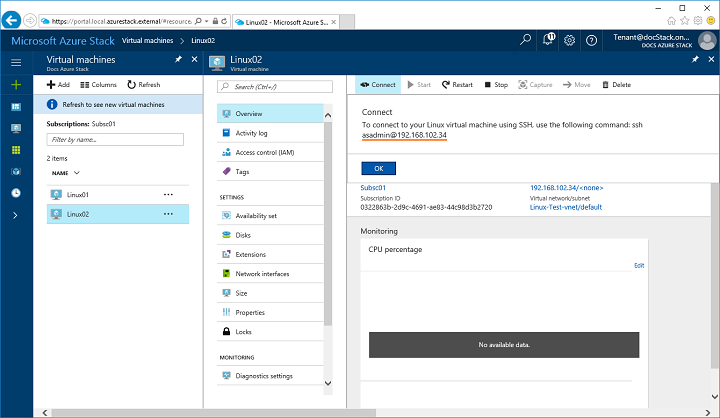 https://portal.local.azurestack.external/#resource/
Linux02 - Microsoft Azure S...
Microsoft Azure Stack Virtual machines > Linux02
11
Tenant@docStack.on...
DOCS AZURE STACK
Virtual machines
Docs Azure Stack
Add Columns Refresh
Refresh to see new virtual machines
Subscriptions: Subsc01
Filter by name...
2 items
NAME
Linux01
Linux02
Linux02
Virtual machine
Search (Ctrl+/)
Overview
Activity log
Access control (IAM)
Tags
SETTINGS
Availability set
Disks
Extensions
Network interfaces
Size
Properties
Locks
MONITORING
Diagnostics settings
Connect Start Restart Stop Capture Move Delete
Connect
To connect to your Linux virtual machine using SSH, use the following command: ssh
asadmin@192.168.102.34
OK
Subsc01
Subscription ID
0322863b-2d9c-4691-ae93-44c98d3b2720
192.168.102.34/<none>
Virtual network/subnet
Linux-Test-vnet/default
Monitoring
CPU percentage
Edit
No available data.